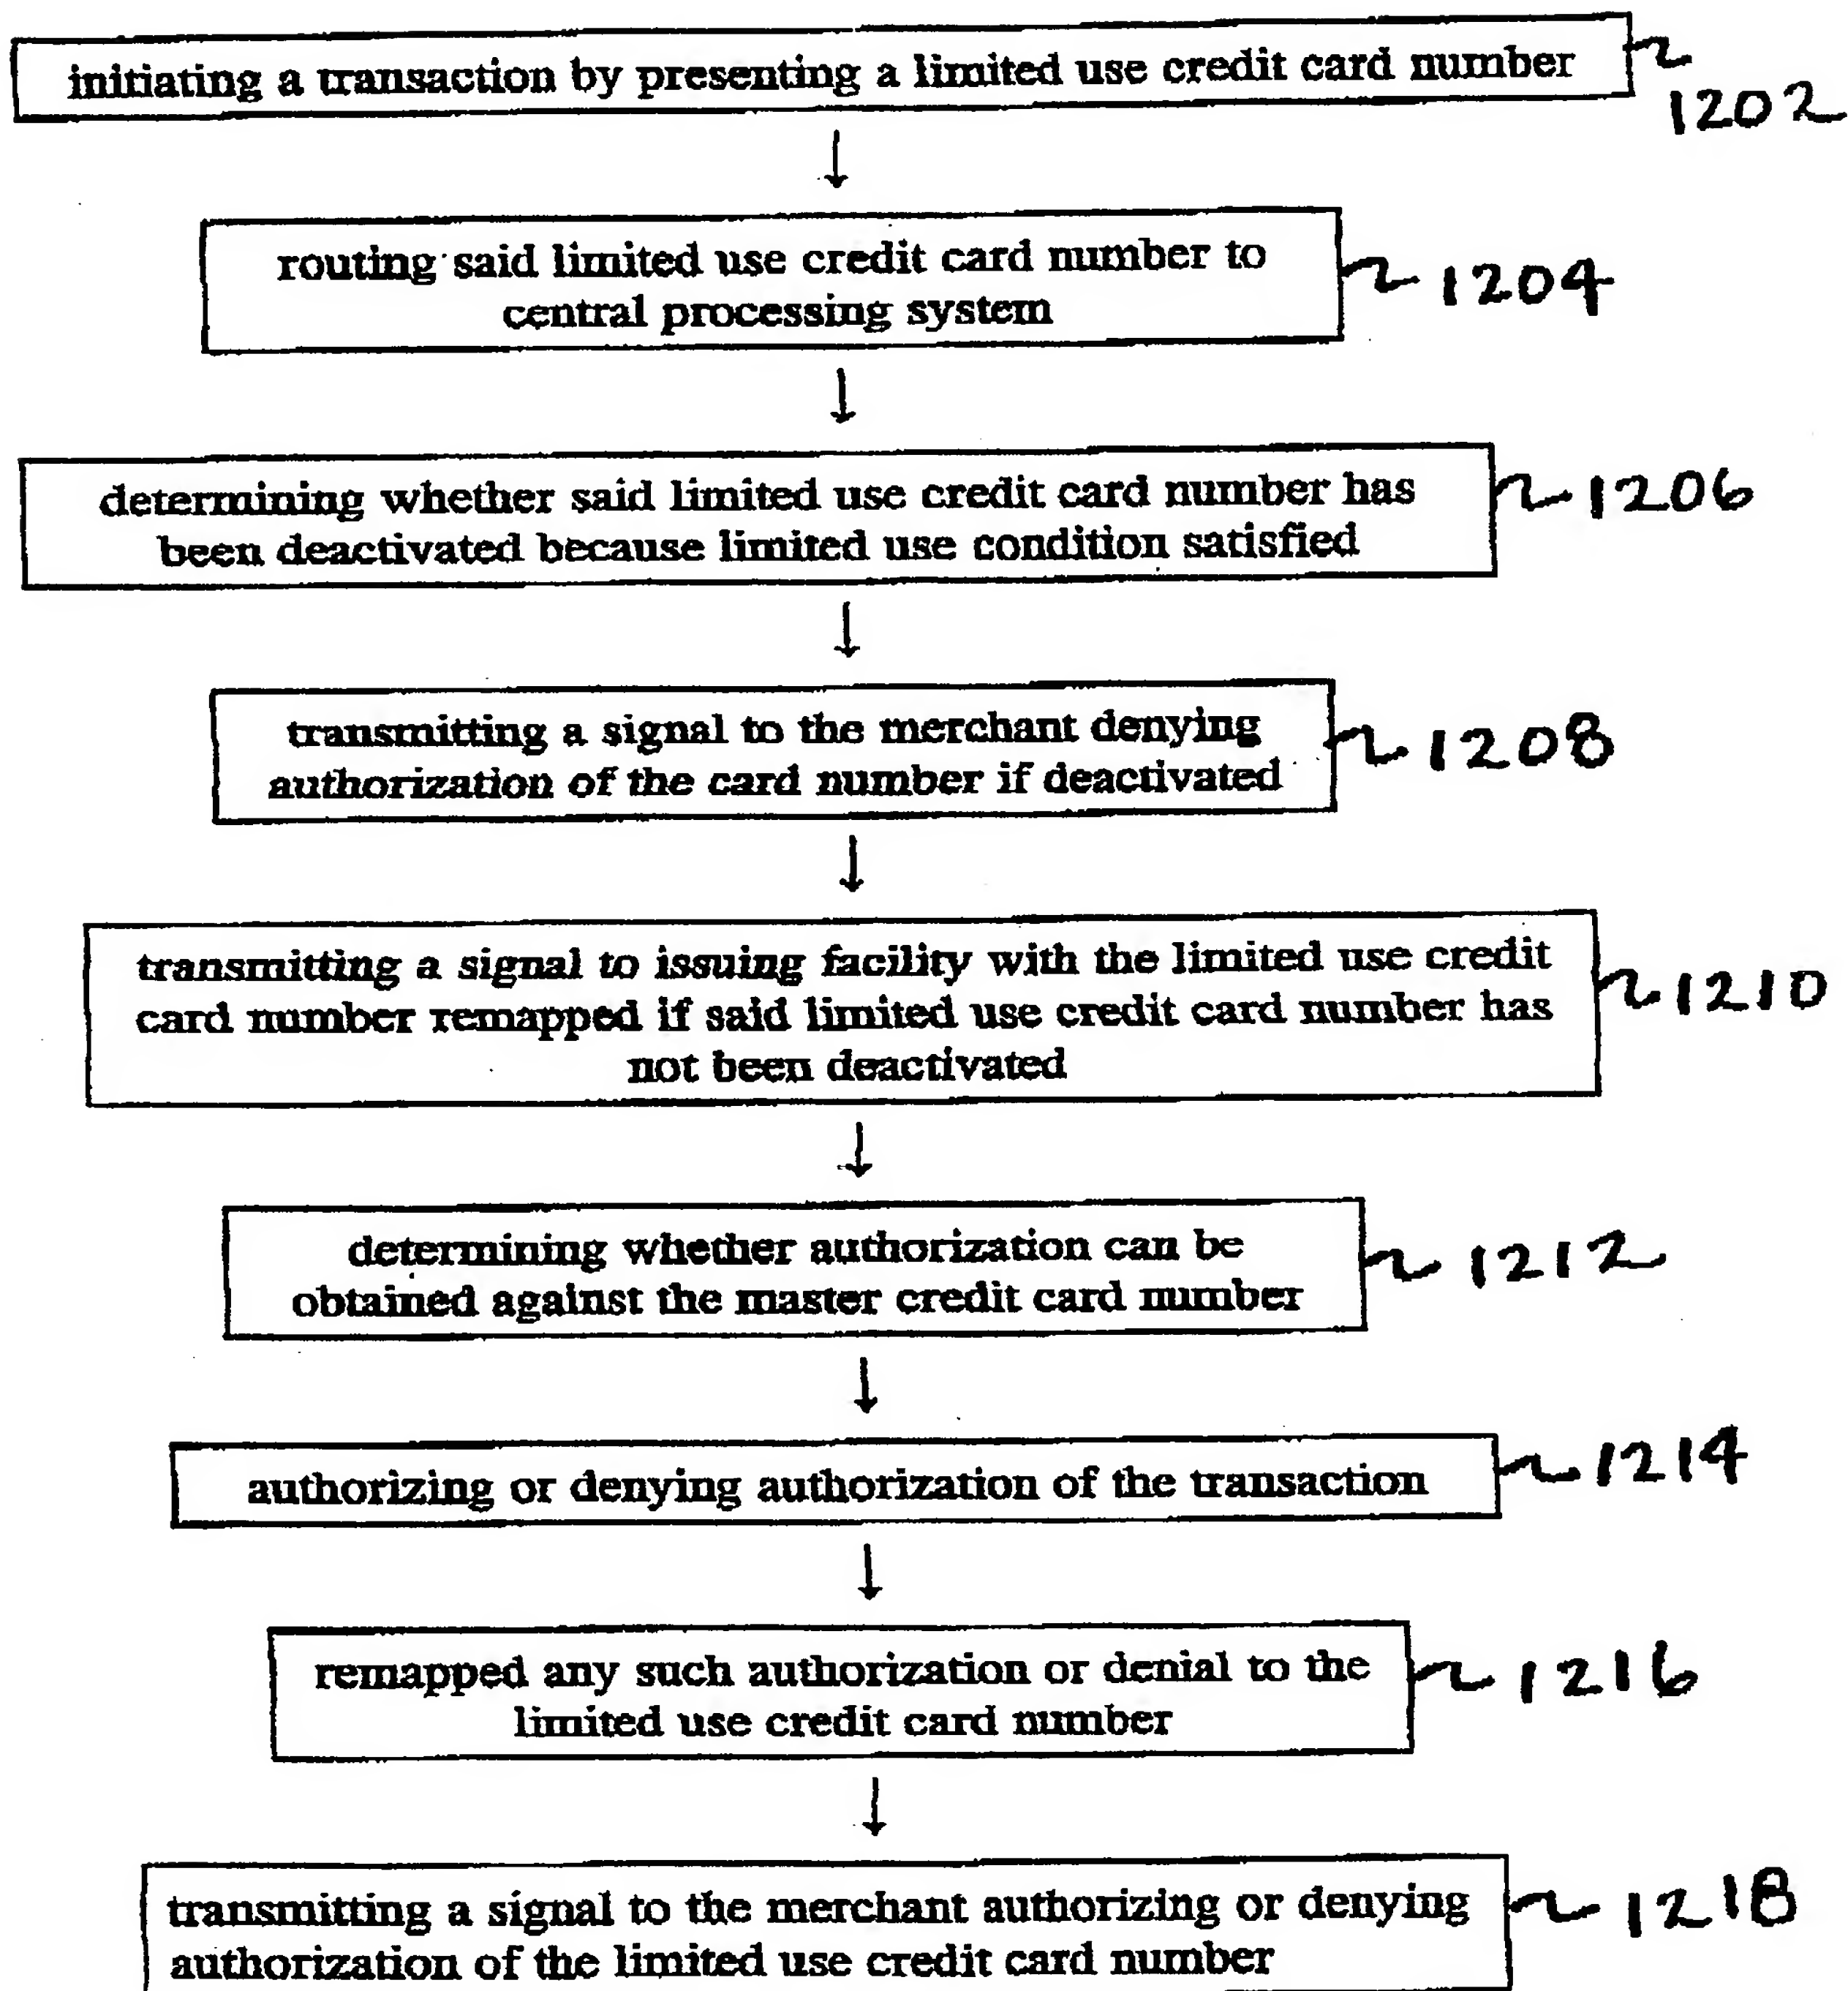 initiating a transaction by presenting a limited use credit card number
1202
routing said limited use credit card number to
central processing system
1204
determining whether said limited use credit card number has
been deactivated because limited use condition satisfied
1206
transmitting a signal to the merchant denying
authorization of the card number if deactivated
1208
transmitting a signal to issuing facility with the limited use credit
card number remapped if said limited use credit card number has
not been deactivated
1210
determining whether authorization can be
obtained against the master credit card number
1212
authorizing or denying authorization of the transaction
1214
remapped any such authorization or denial to the
limited use credit card number
1216
transmitting a signal to the merchant authorizing or denying
authorization of the limited use credit card number
1218